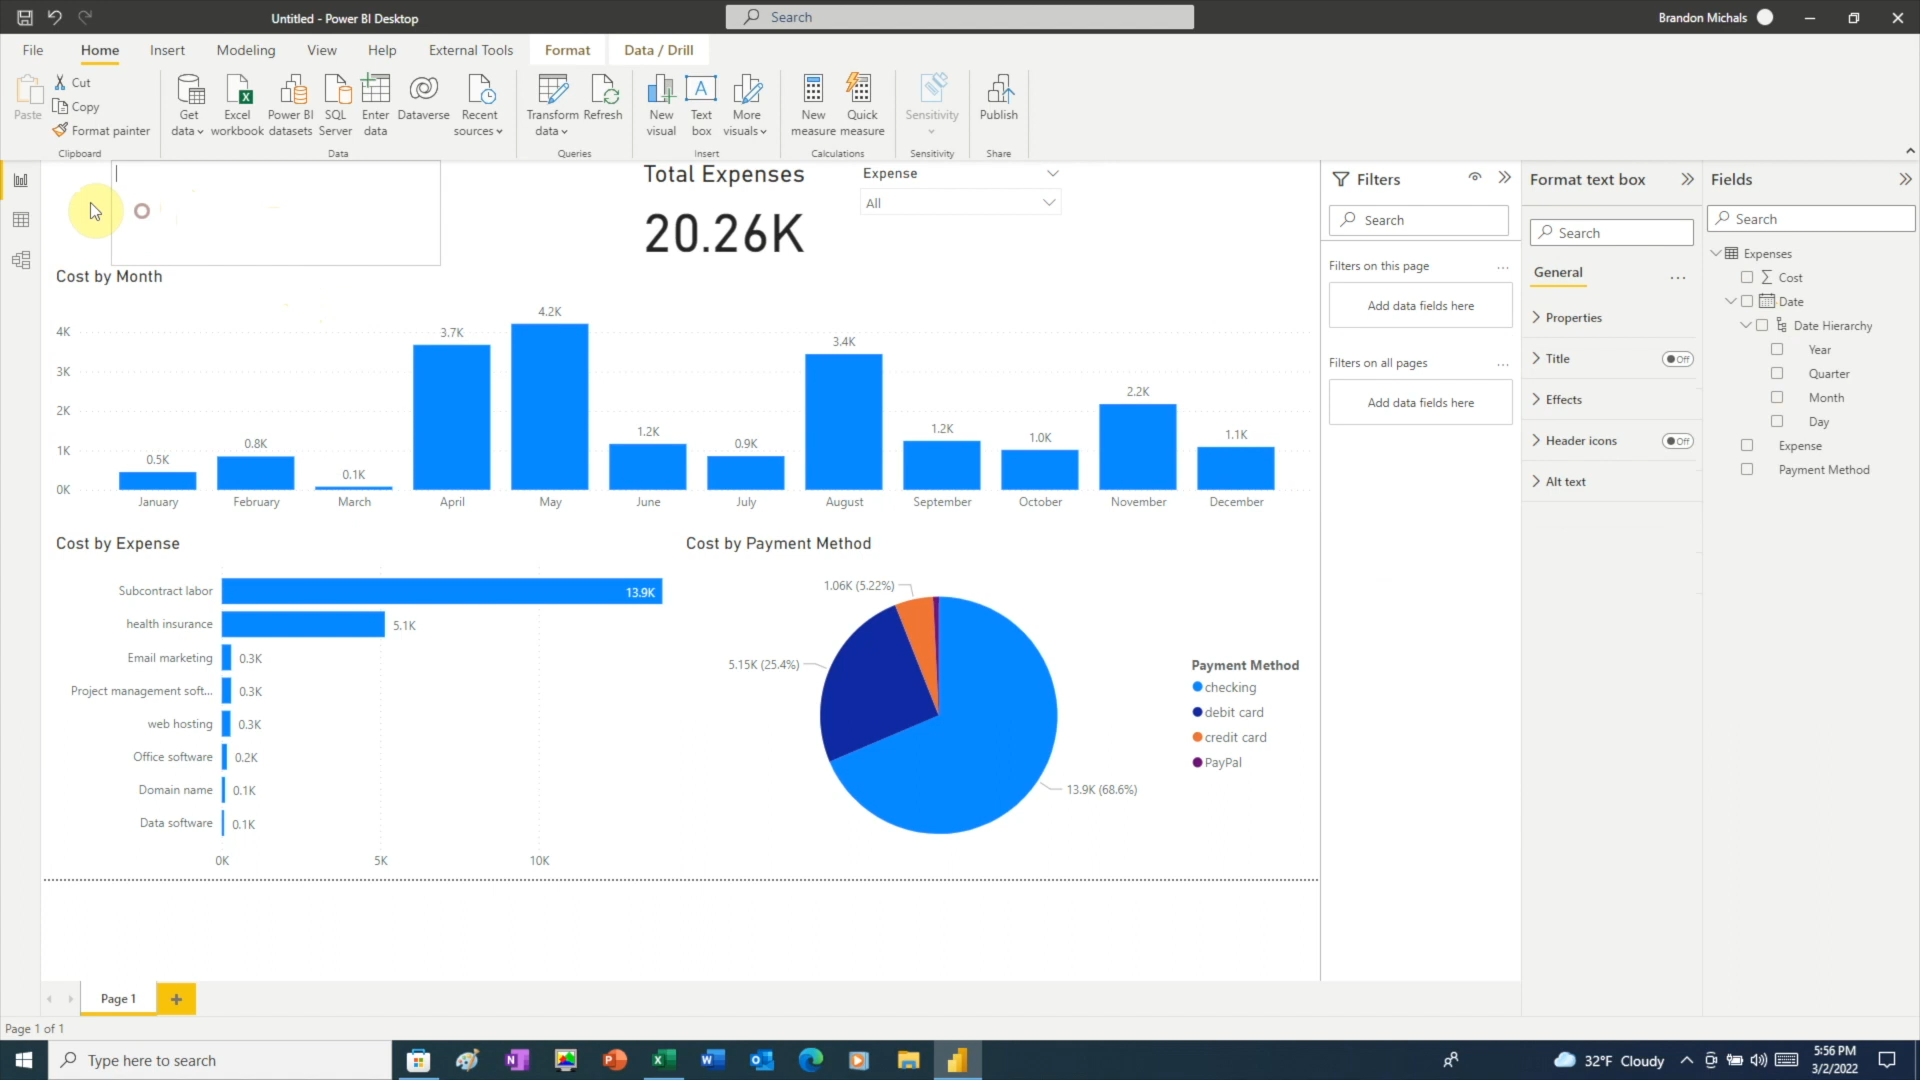 Untitled - Power BI Desktop
Search
Brandon Michals
File
Home
Insert
Modeling
View
Help
External Tools
Format
Data / Drill
Paste
Cut
Copy
Format painter
Clipboard
Get data
Excel workbook
Power BI datasets
SQL Server
Enter data
Dataverse
Recent sources
Data
Transform data
Refresh
Queries
New visual
Text box
More visuals
Insert
New measure
Quick measure
Calculations
Sensitivity
Sensitivity
Publish
Share
Total Expenses
20.26K
Expense
All
Cost by Month
4K
3K
2K
1K
0K
0.5K
0.8K
0.1K
3.7K
4.2K
1.2K
0.9K
3.4K
1.2K
1.0K
2.2K
1.1K
January
February
March
April
May
June
July
August
September
October
November
December
Cost by Expense
Subcontract labor 13.9K
health insurance 5.1K
Email marketing 0.3K
Project management soft... 0.3K
web hosting 0.3K
Office software 0.2K
Domain name 0.1K
Data software 0.1K
0K
5K
10K
Cost by Payment Method
1.06K (5.22%)
5.15K (25.4%)
13.9K (68.6%)
Payment Method
checking
debit card
credit card
PayPal
Filters
Search
Filters on this page
Add data fields here
Filters on all pages
Add data fields here
Format text box
Search
General
Properties
Title Off
Effects
Header icons Off
Alt text
Fields
Search
Expenses
Cost
Date
Date Hierarchy
Year
Quarter
Month
Day
Expense
Payment Method
Page 1
Page 1 of 1
Type here to search
32°F Cloudy
5:56 PM
3/2/2022